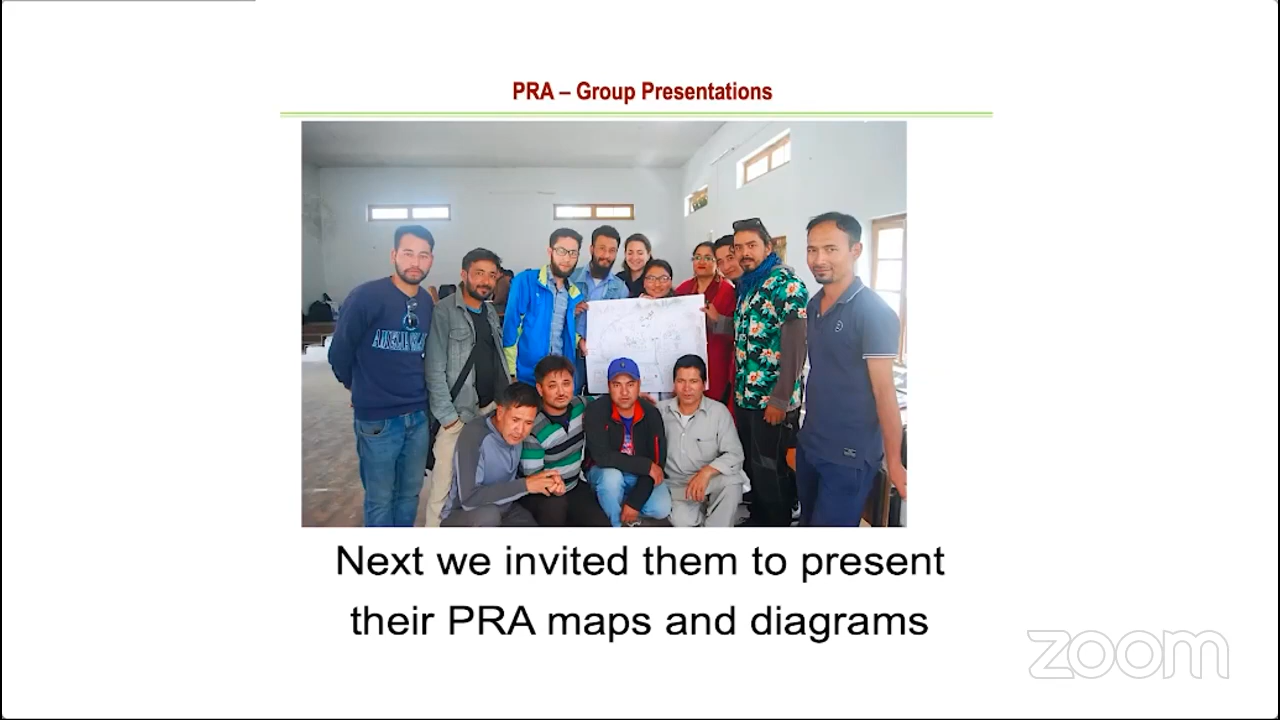 PRA – Group Presentations
Next we invited them to present
their PRA maps and diagrams
zoom